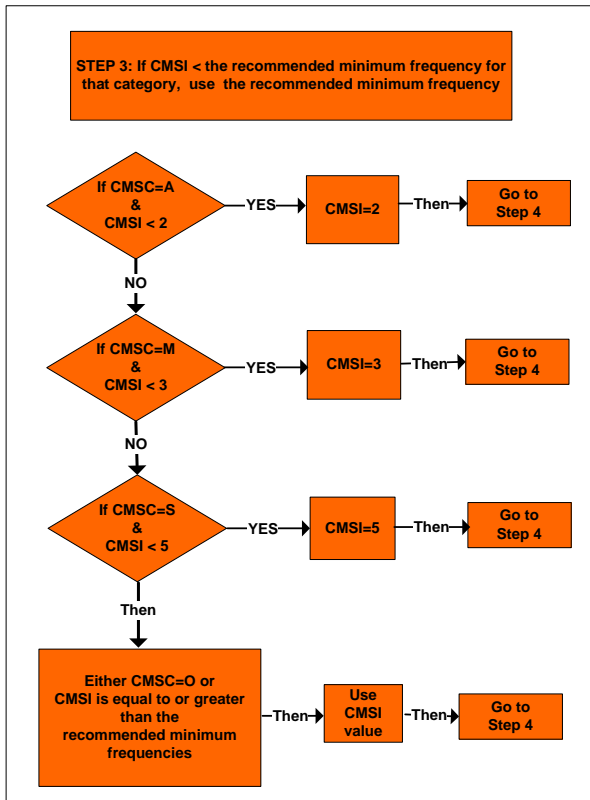 STEP 3: If CMSI < the recommended minimum frequency for
that category, use the recommended minimum frequency
If CMSC=A
&
CMSI < 2
YES
CMSI=2
Then
Go to
Step 4
NO
If CMSC=M
&
CMSI < 3
YES
CMSI=3
Then
Go to
Step 4
NO
If CMSC=S
&
CMSI < 5
YES
CMSI=5
Then
Go to
Step 4
Then
Either CMSC=O or
CMSI is equal to or greater
than the
recommended minimum
frequencies
Then
Use
CMSI
value
Then
Go to
Step 4